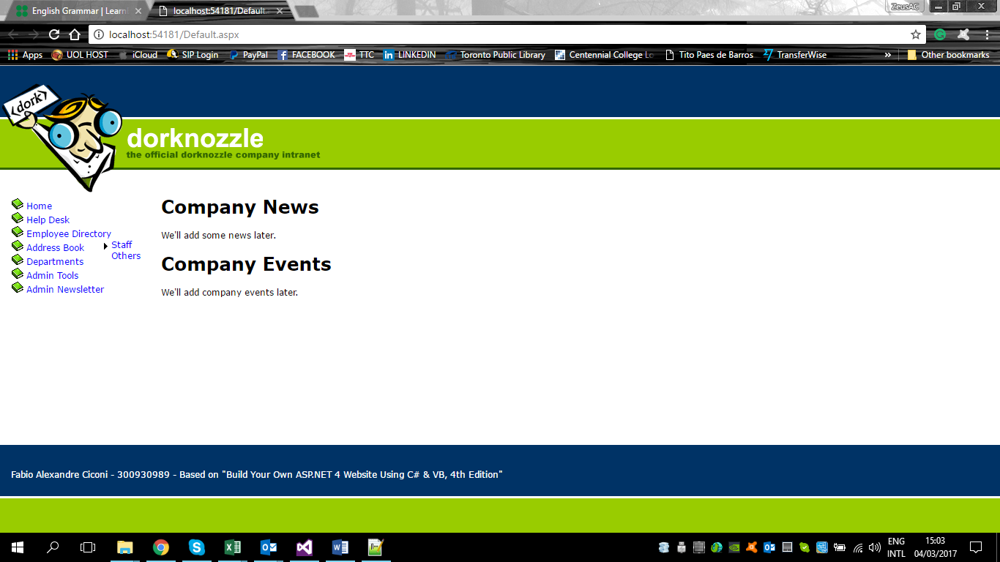 English Grammar | Learn
localhost:54181/Default.
ZeusAC
localhost:54181/Default.aspx
Apps UOL HOST iCloud SIP Login PayPal FACEBOOK TTC LINKEDIN Toronto Public Library Centennial College Lo Tito Paes de Barros TransferWise » Other bookmarks
<dork>
dorknozzle
the official dorknozzle company intranet
Home
Help Desk
Employee Directory
Address Book
Staff
Others
Departments
Admin Tools
Admin Newsletter
Company News
We'll add some news later.
Company Events
We'll add company events later.
Fabio Alexandre Ciconi - 300930989 - Based on "Build Your Own ASP.NET 4 Website Using C# & VB, 4th Edition"
ENG
INTL
15:03
04/03/2017